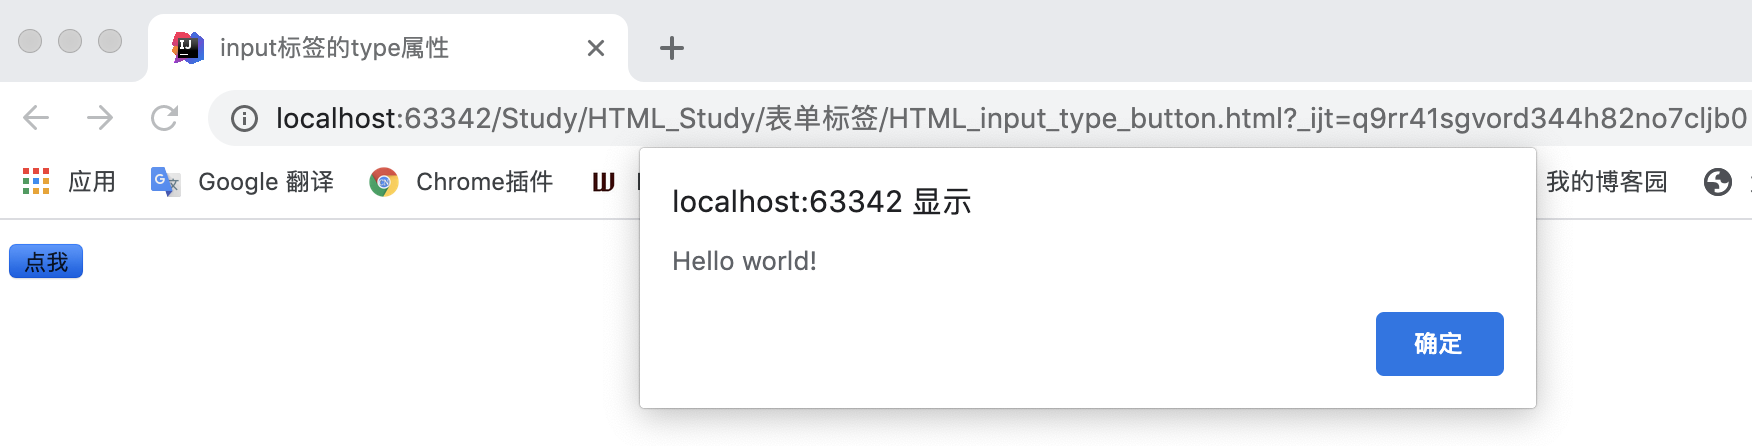 input标签的type属性
localhost:63342/Study/HTML_Study/表单标签/HTML_input_type_button.html?_ijt=q9rr41sgvord344h82no7cljb0
应用 Google 翻译 Chrome插件 我的博客园
localhost:63342 显示
Hello world!
点我
确定